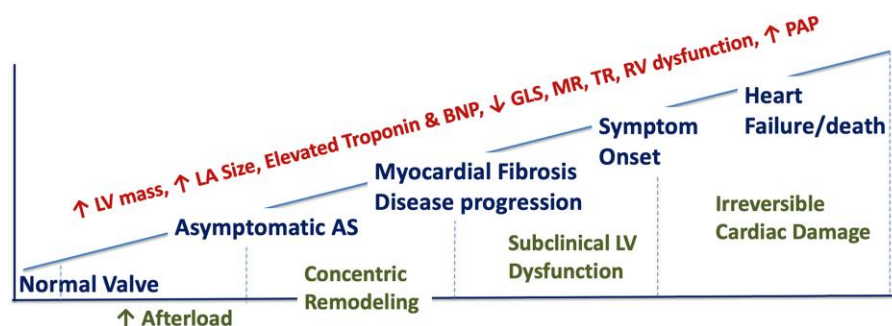 ↑ LV mass, ↑ LA Size, Elevated Troponin & BNP, ↓ GLS, MR, TR, RV dysfunction, ↑ PAP
Heart
Failure/death
Symptom
Onset
Myocardial Fibrosis
Disease progression
Asymptomatic AS
Normal Valve
↑ Afterload
Concentric
Remodeling
Subclinical LV
Dysfunction
Irreversible
Cardiac Damage